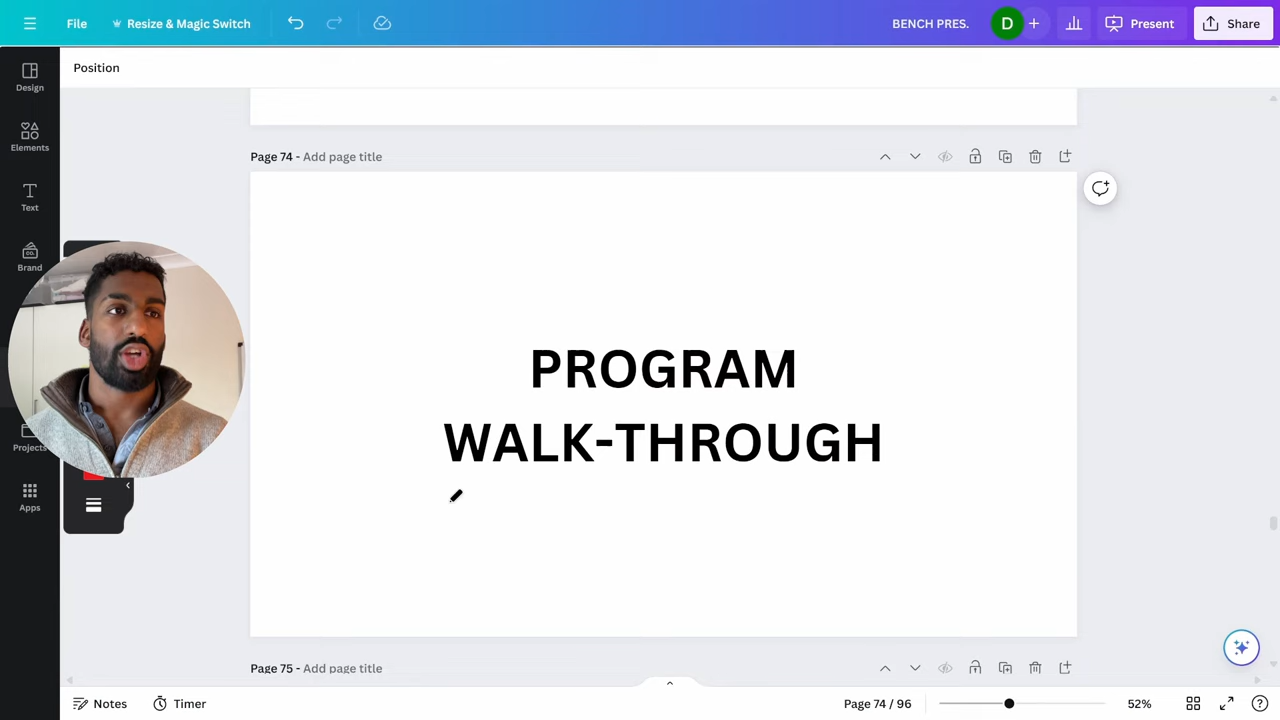 File
Resize & Magic Switch
BENCH PRES.
D
Present
Share
Position
Design
Elements
Text
Brand
Projects
Apps
Page 74 - Add page title
PROGRAM
WALK-THROUGH
Page 75 - Add page title
Notes
Timer
Page 74 / 96
52%